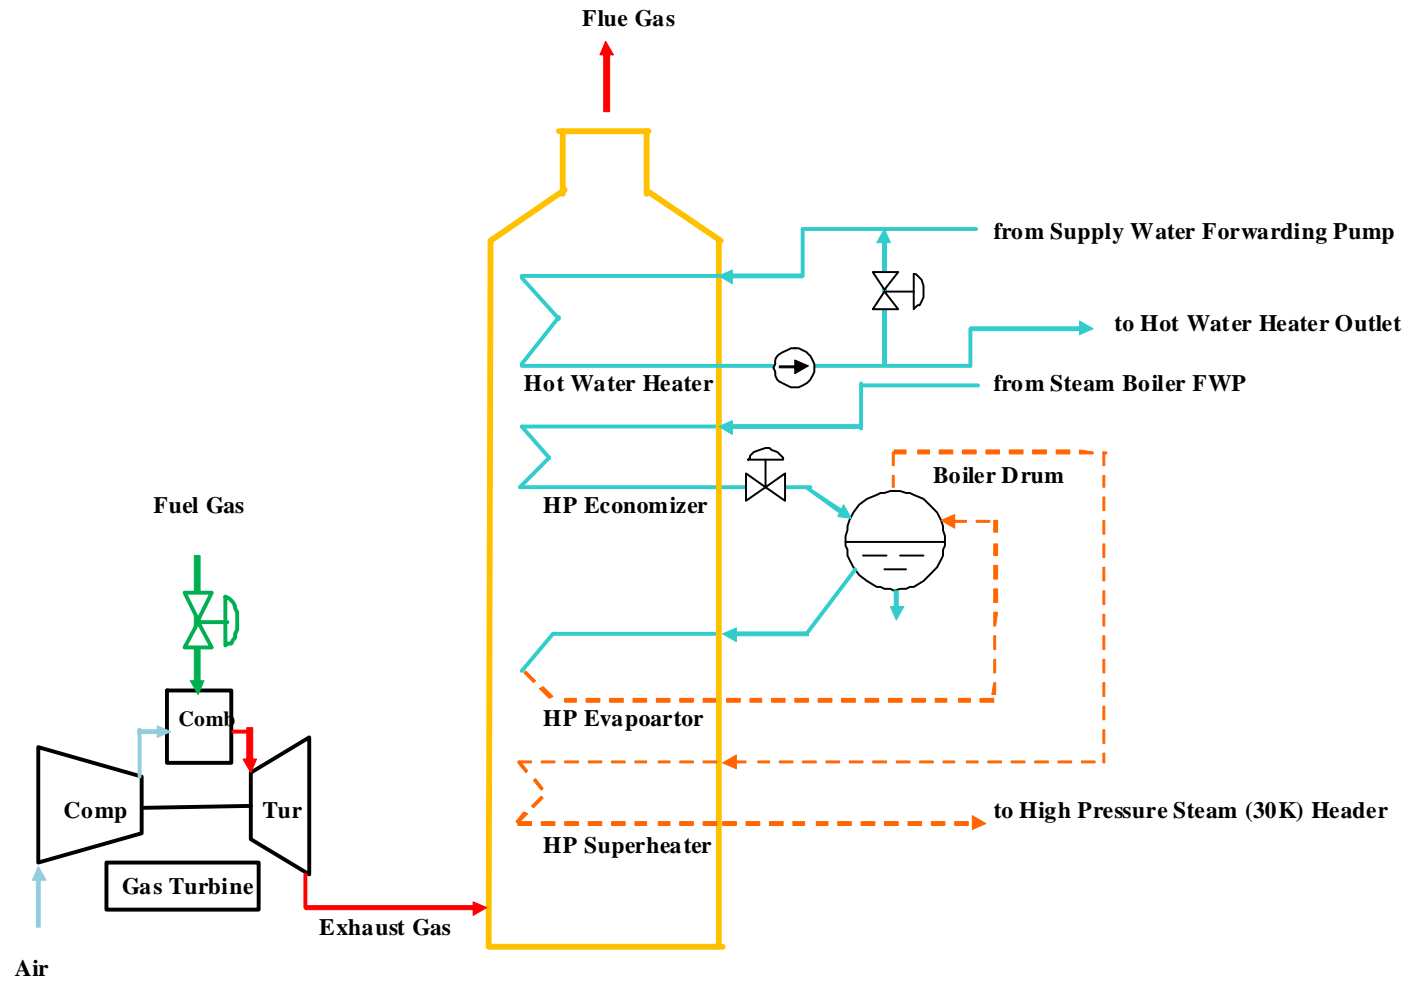 Flue Gas
from Supply Water Forwarding Pump
to Hot Water Heater Outlet
Hot Water Heater
from Steam Boiler FWP
Boiler Drum
Fuel Gas
HP Economizer
Comb
HP Evapoartor
Comp
Tur
to High Pressure Steam (30K) Header
HP Superheater
Gas Turbine
Exhaust Gas
Air